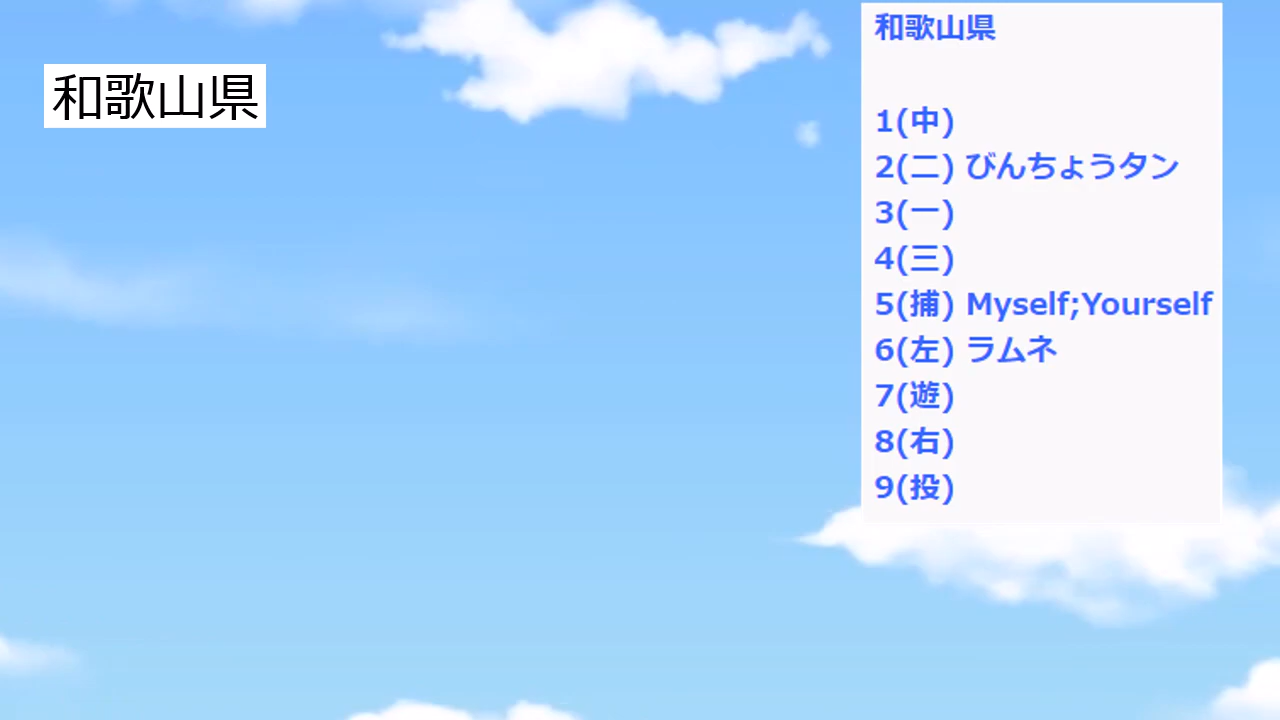 和歌山県
和歌山県
1(中)
2(二) びんちょうタン
3(一)
4(三)
5(捕) Myself;Yourself
6(左) ラムネ
7(遊)
8(右)
9(投)